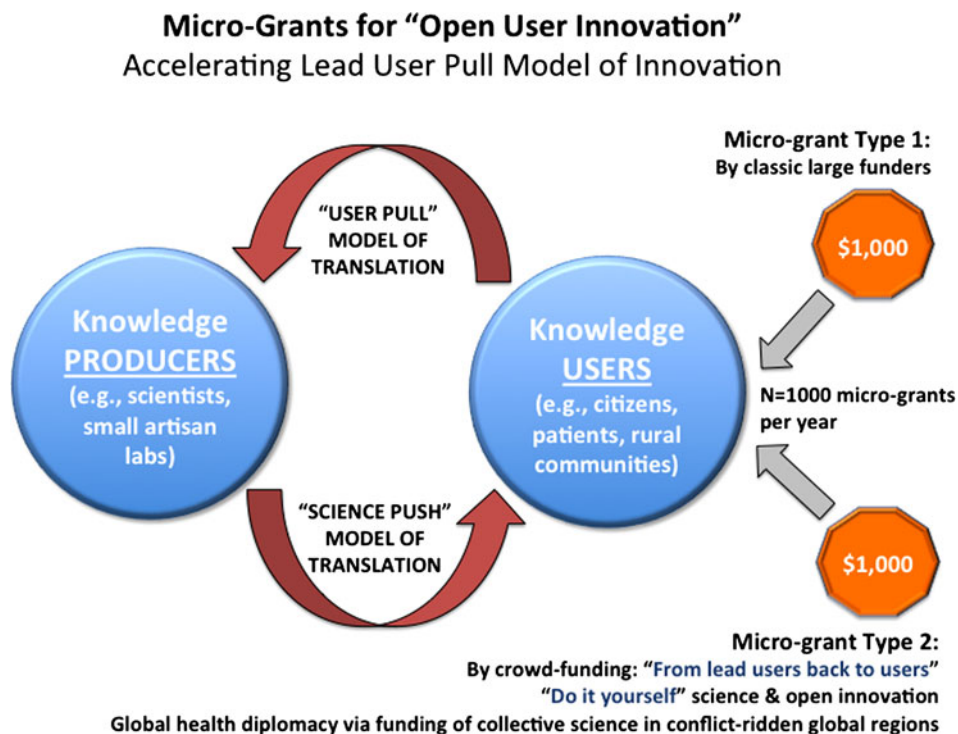 Micro-Grants for “Open User Innovation”
Accelerating Lead User Pull Model of Innovation
Micro-grant Type 1:
By classic large funders
$1,000
“USER PULL”
MODEL OF
TRANSLATION
Knowledge
PRODUCERS
(e.g., scientists,
small artisan
labs)
Knowledge
USERS
(e.g., citizens,
patients, rural
communities)
N=1000 micro-grants
per year
“SCIENCE PUSH”
MODEL OF
TRANSLATION
$1,000
Micro-grant Type 2:
By crowd-funding: “From lead users back to users”
“Do it yourself” science & open innovation
Global health diplomacy via funding of collective science in conflict-ridden global regions